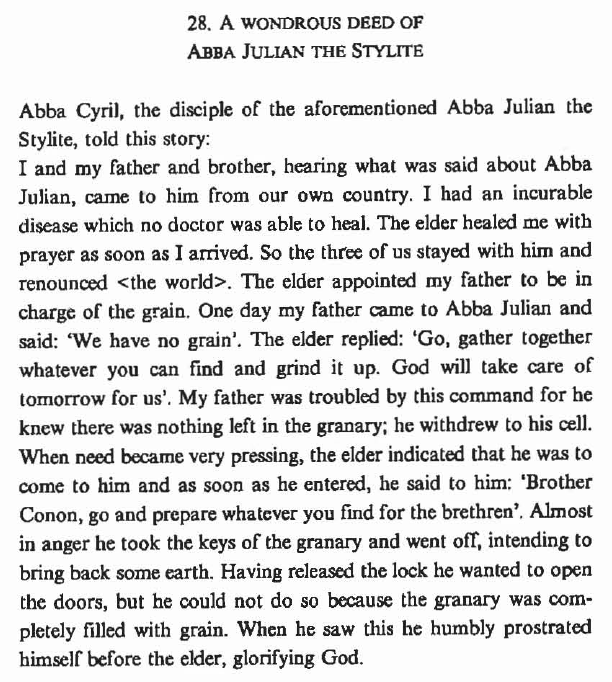 28. A WONDROUS DEED OF
ABBA JULIAN THE STYLITE
Abba Cyril, the disciple of the aforementioned Abba Julian the
Stylite, told this story:
I and my father and brother, hearing what was said about Abba
Julian, came to him from our own country. I had an incurable
disease which no doctor was able to heal. The elder healed me with
prayer as soon as I arrived. So the three of us stayed with him and
renounced <the world>. The elder appointed my father to be in
charge of the grain. One day my father came to Abba Julian and
said: ‘We have no grain’. The elder replied: ‘Go, gather together
whatever you can find and grind it up. God will take care of
tomorrow for us’. My father was troubled by this command for he
knew there was nothing left in the granary; he withdrew to his cell.
When need became very pressing, the elder indicated that he was to
come to him and as soon as he entered, he said to him: ‘Brother
Conon, go and prepare whatever you find for the brethren’. Almost
in anger he took the keys of the granary and went off, intending to
bring back some earth. Having released the lock he wanted to open
the doors, but he could not do so because the granary was com-
pletely filled with grain. When he saw this he humbly prostrated
himself before the elder, glorifying God.